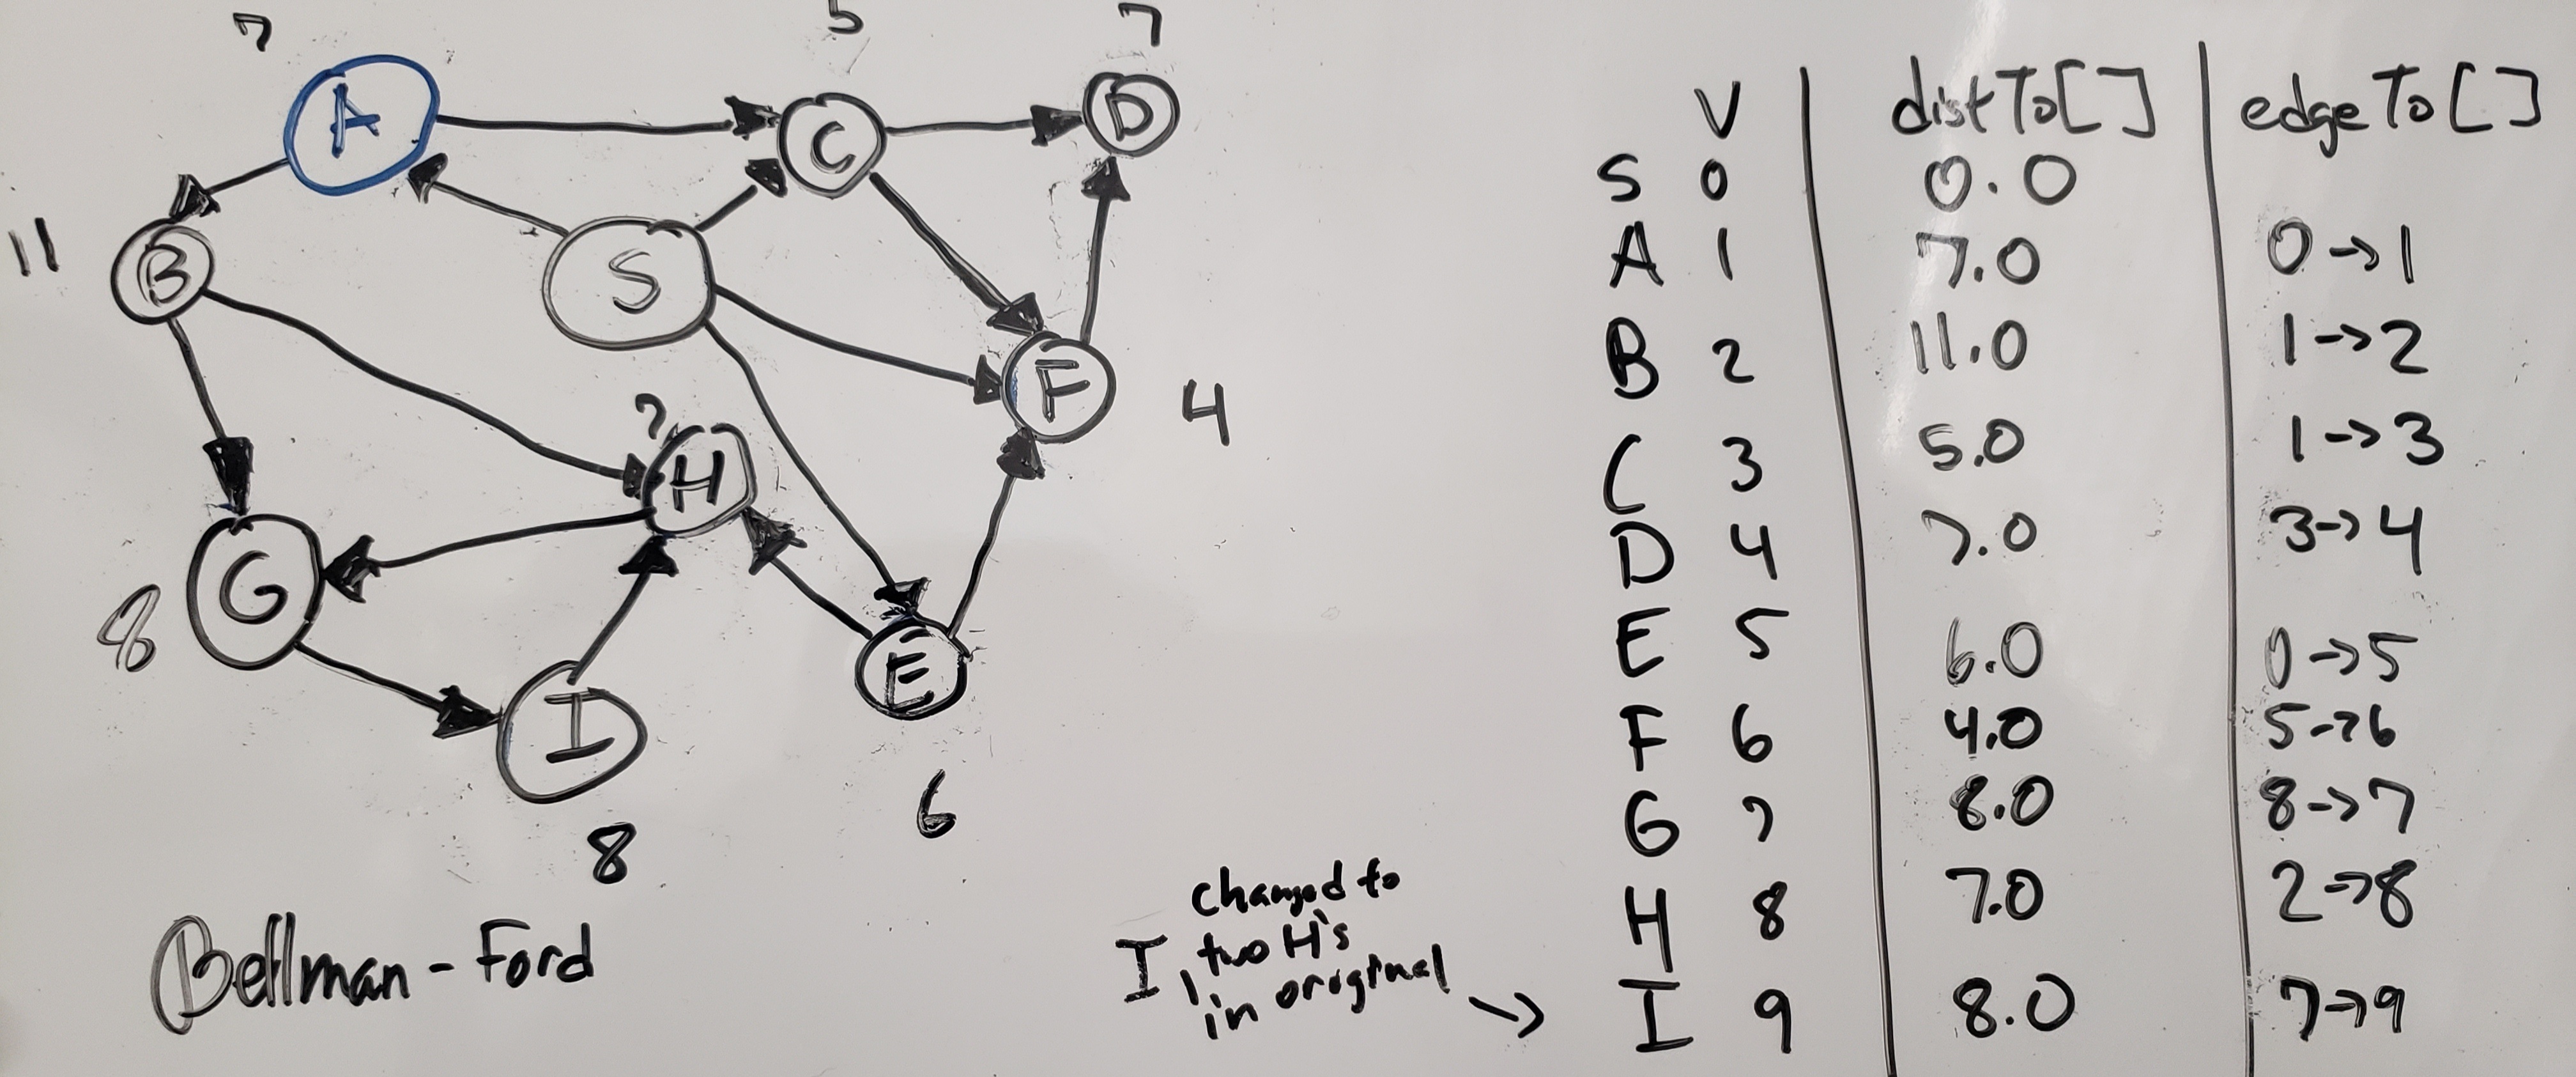 7
5
7
A
C
D
B
11
S
F
4
?
H
G
8
I
E
6
8
Bellman-Ford
changed to
I, two H's
in original
->
V | distTo[] | edgeTo[]
S 0 | 0.0 |
A 1 | 7.0 | 0->1
B 2 | 11.0 | 1->2
C 3 | 5.0 | 1->3
D 4 | 7.0 | 3->4
E 5 | 6.0 | 0->5
F 6 | 4.0 | 5->6
G 7 | 8.0 | 8->7
H 8 | 7.0 | 2->8
I 9 | 8.0 | 7->9